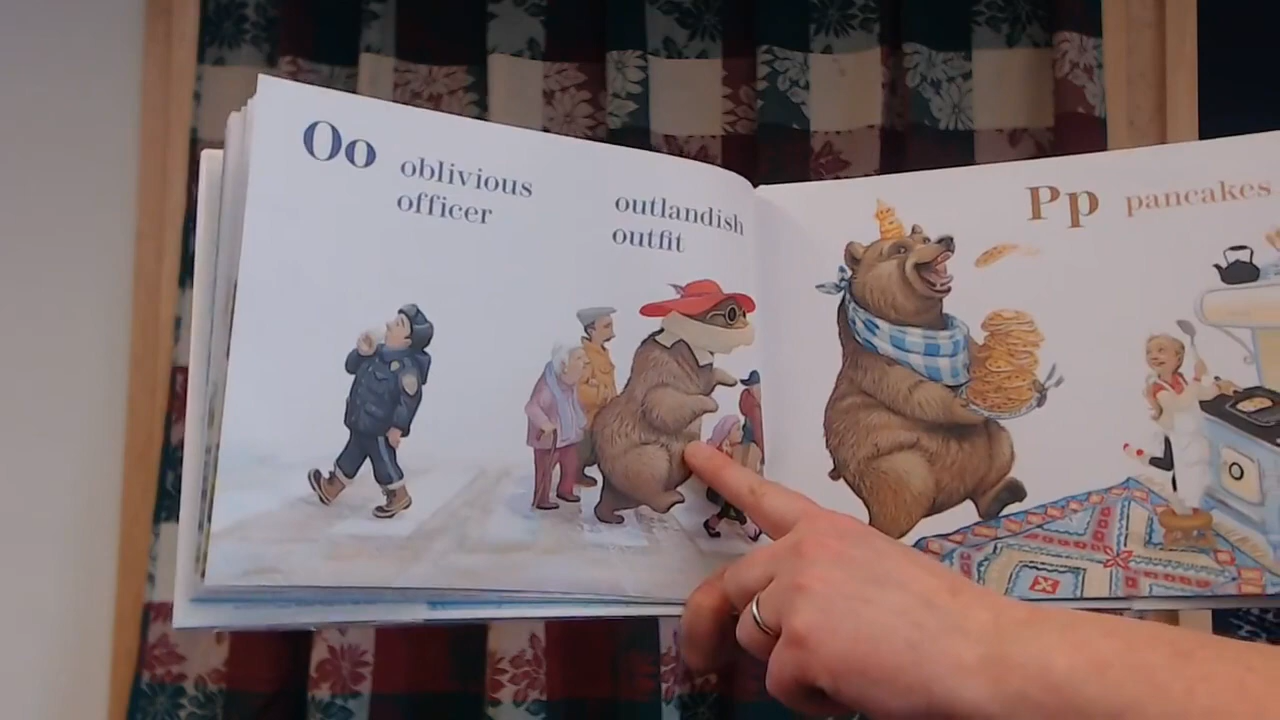 Oo oblivious
officer
outlandish
outfit
Pp pancakes